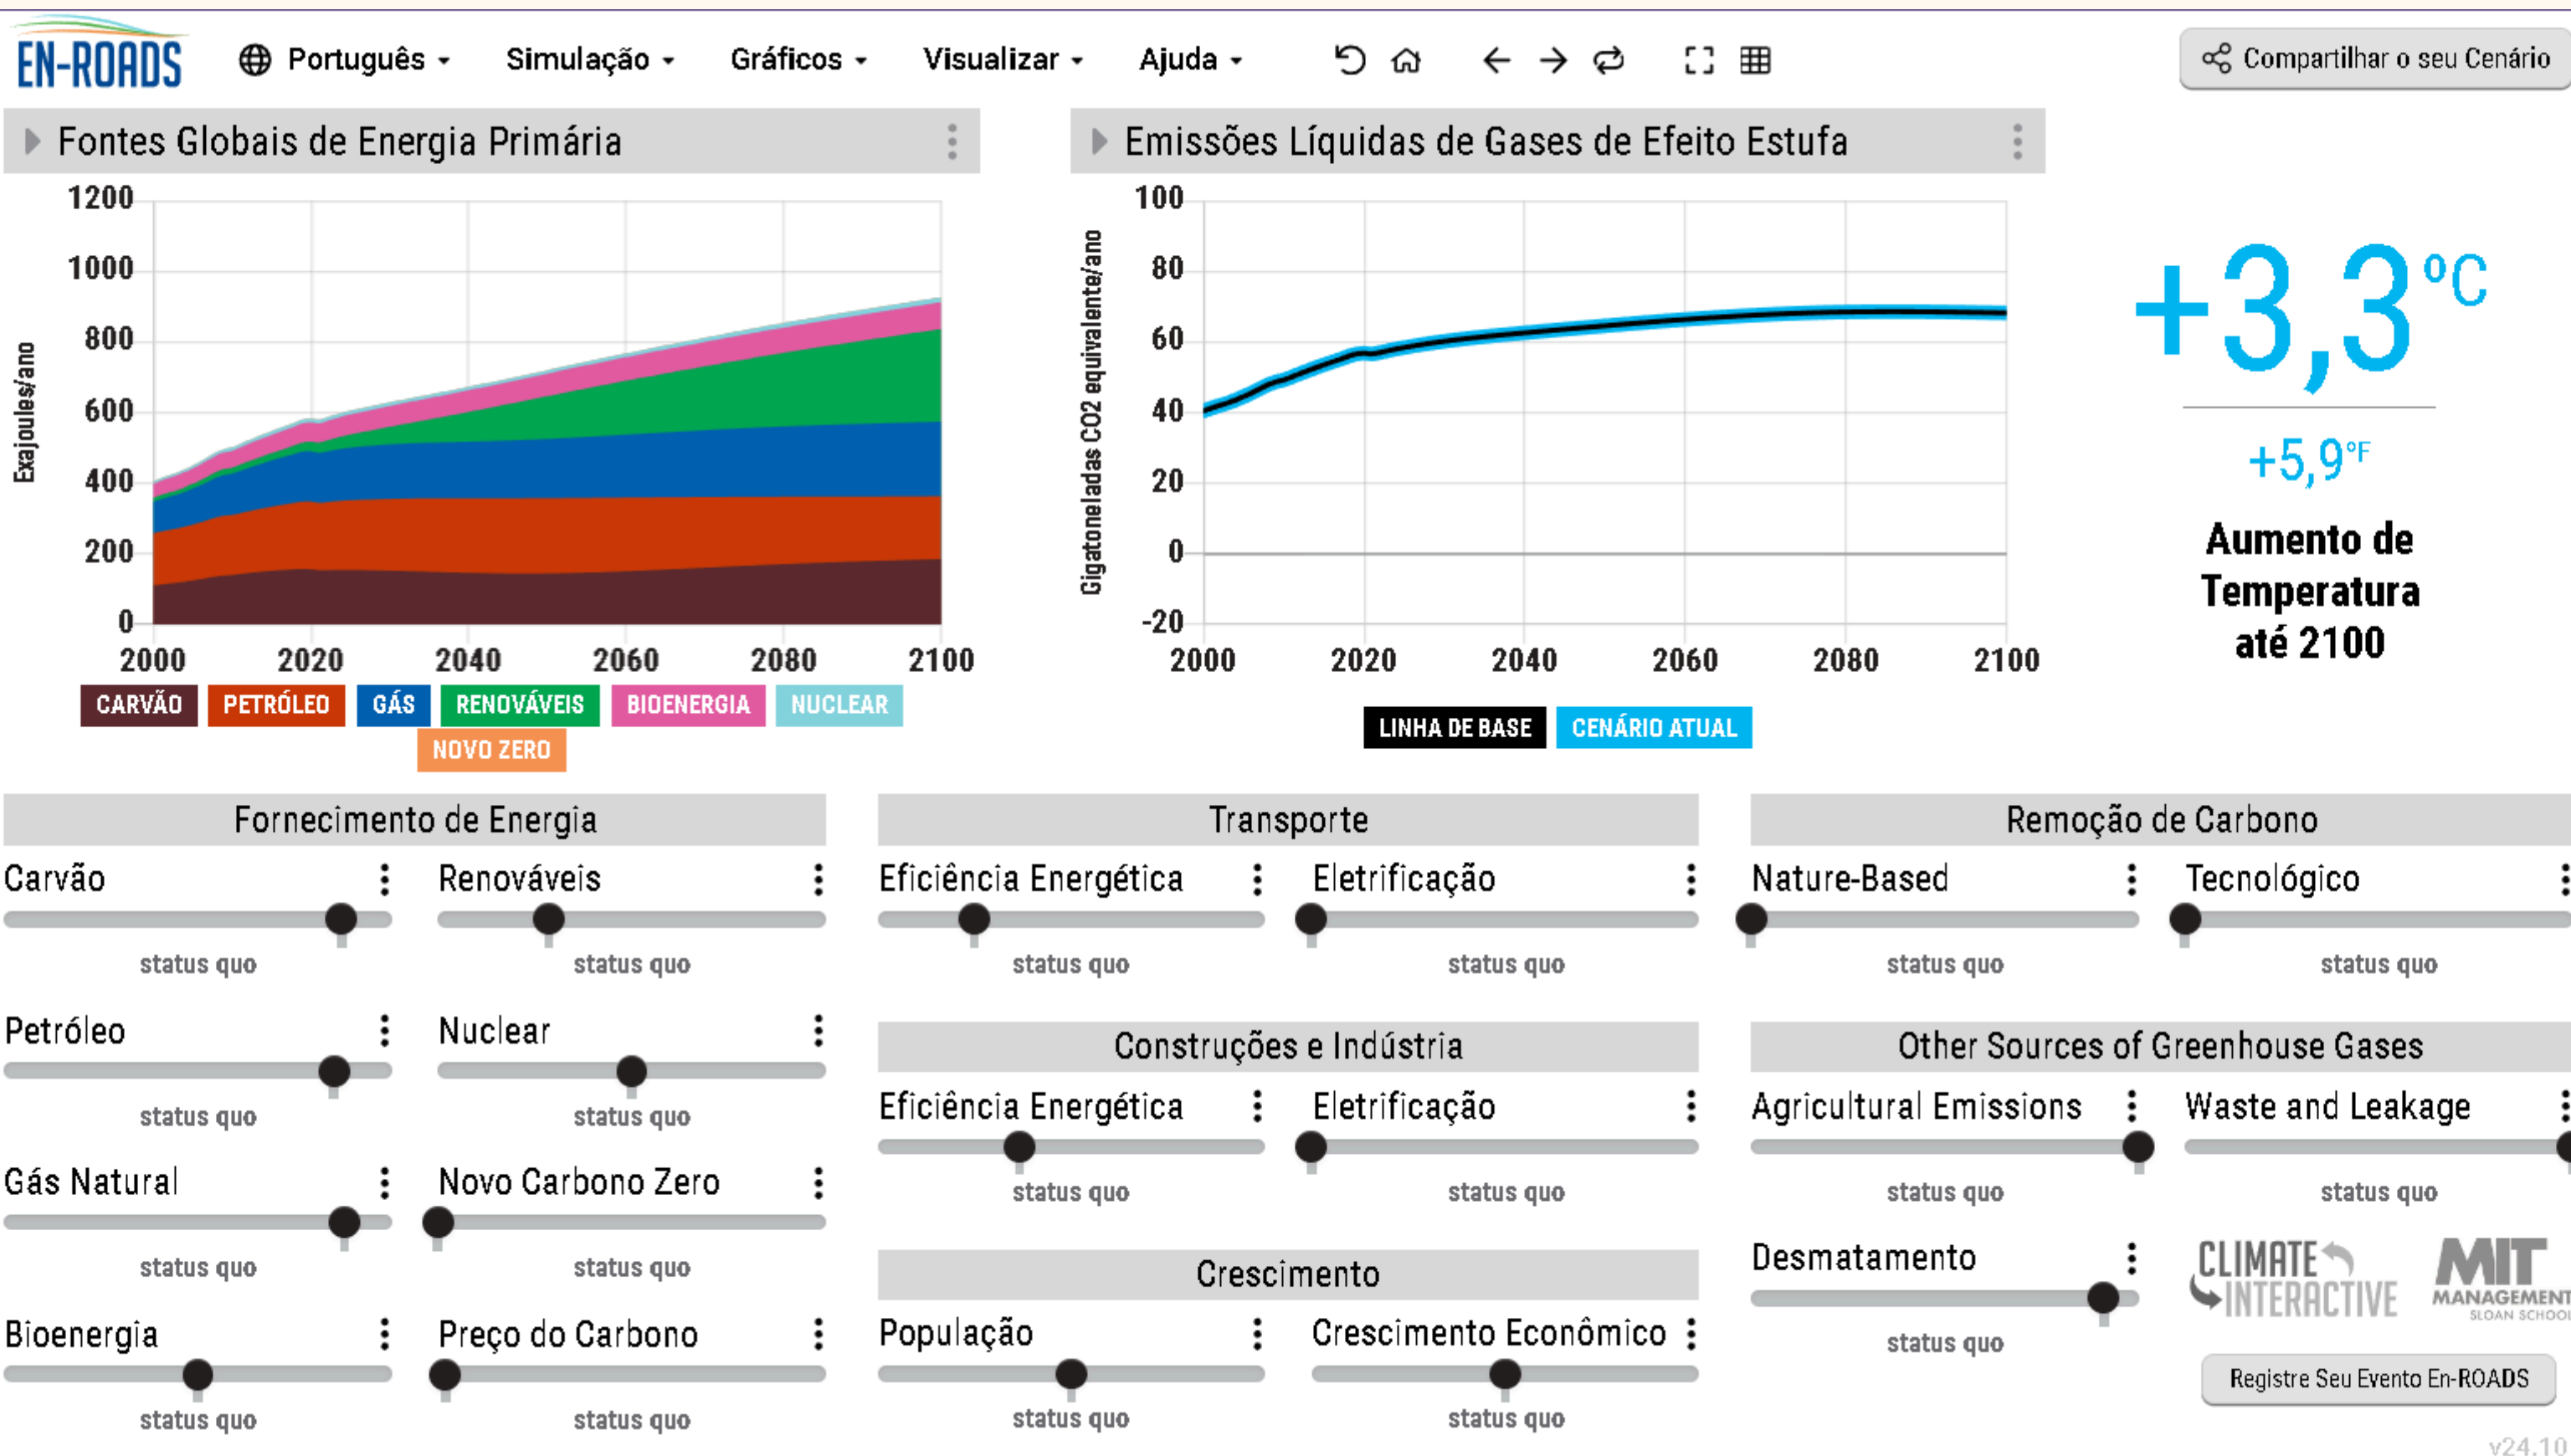 EN-ROADS
Português
Simulação
Gráficos
Visualizar
Ajuda
Compartilhar o seu Cenário
Fontes Globais de Energia Primária
Exajoules/ano
1200
1000
800
600
400
200
0
2000 2020 2040 2060 2080 2100
CARVÃO PETRÓLEO GÁS RENOVÁVEIS BIOENERGIA NUCLEAR
NOVO ZERO
Emissões Líquidas de Gases de Efeito Estufa
Gigatoneladas CO2 equivalente/ano
100
80
60
40
20
0
-20
2000 2020 2040 2060 2080 2100
LINHA DE BASE CENÁRIO ATUAL
+3,3 ºC
+5,9 °F
Aumento de
Temperatura
até 2100
Fornecimento de Energia
Carvão
status quo
Renováveis
status quo
Petróleo
status quo
Nuclear
status quo
Gás Natural
status quo
Novo Carbono Zero
status quo
Bioenergia
status quo
Preço do Carbono
status quo
Transporte
Eficiência Energética
status quo
Eletrificação
status quo
Construções e Indústria
Eficiência Energética
status quo
Eletrificação
status quo
Crescimento
População
status quo
Crescimento Econômico
status quo
Remoção de Carbono
Nature-Based
status quo
Tecnológico
status quo
Other Sources of Greenhouse Gases
Agricultural Emissions
status quo
Waste and Leakage
status quo
Desmatamento
status quo
CLIMATE
INTERACTIVE
MIT
MANAGEMENT
SLOAN SCHOOL
Registre Seu Evento En-ROADS
v24.10